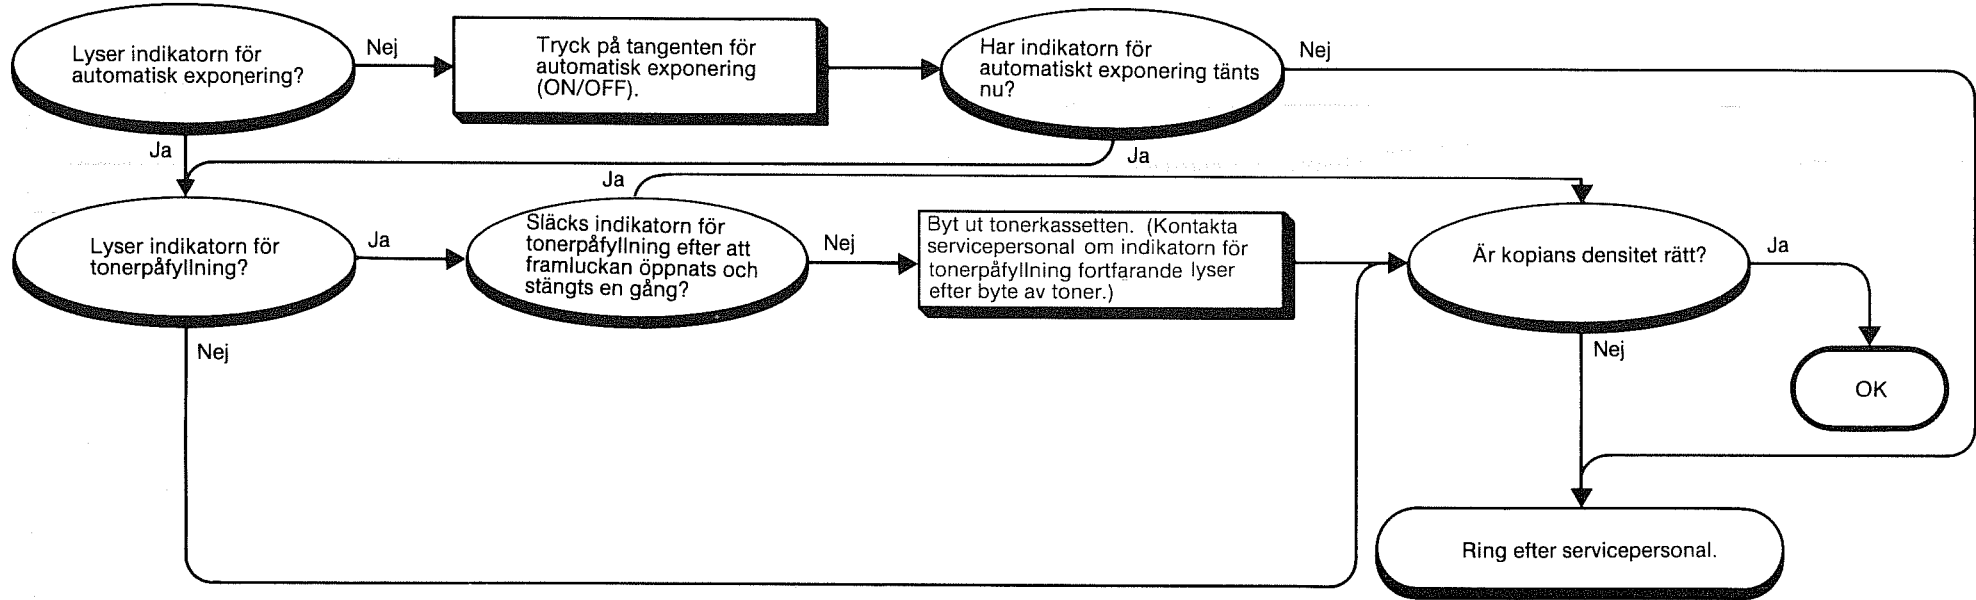 Lyser indikatorn för
automatisk exponering?
Nej
Tryck på tangenten för
automatisk exponering
(ON/OFF).
Har indikatorn för
automatiskt exponering tänts
nu?
Nej
Ja
Ja
Lyser indikatorn för
tonerpåfyllning?
Ja
Släcks indikatorn för
tonerpåfyllning efter att
framluckan öppnats och
stängts en gång?
Ja
Nej
Byt ut tonerkassetten. (Kontakta
servicepersonal om indikatorn för
tonerpåfyllning fortfarande lyser
efter byte av toner.)
Är kopians densitet rätt?
Ja
Nej
Nej
OK
Ring efter servicepersonal.